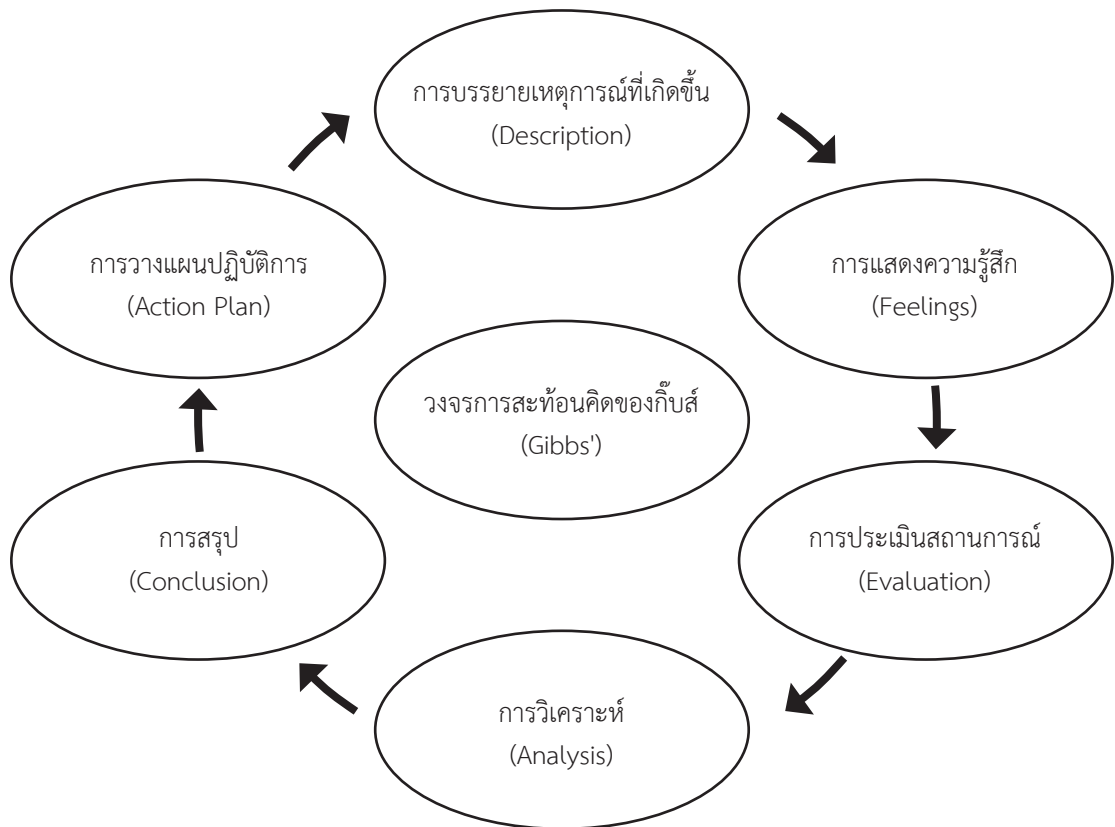 การบรรยายเหตุการณ์ที่เกิดขึ้น
(Description)
การแสดงความรู้สึก
(Feelings)
การประเมินสถานการณ์
(Evaluation)
การวิเคราะห์
(Analysis)
การสรุป
(Conclusion)
การวางแผนปฏิบัติการ
(Action Plan)
วงจรการสะท้อนคิดของกิ๊บส์
(Gibbs')